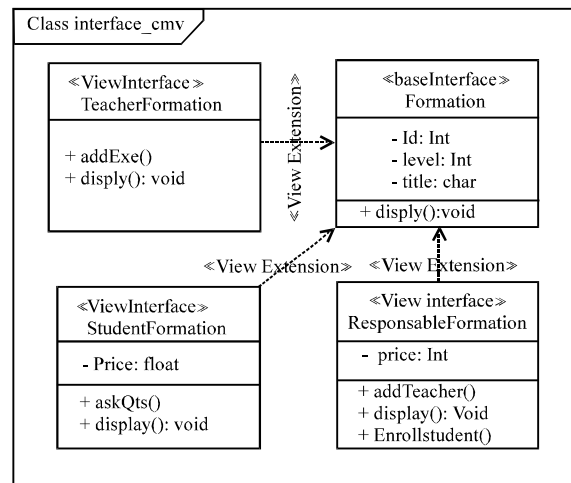 Class interface_cmv
≪ViewInterface≫
TeacherFormation
+ addExe()
+ disply(): void
≪View Extension≫
≪baseInterface≫
Formation
- Id: Int
- level: Int
- title: char
+ disply():void
≪View Extension≫
≪View Extension≫
≪ViewInterface≫
StudentFormation
- Price: float
+ askQts()
+ display(): void
≪View interface≫
ResponsableFormation
- price: Int
+ addTeacher()
+ display(): Void
+ Enrollstudent()